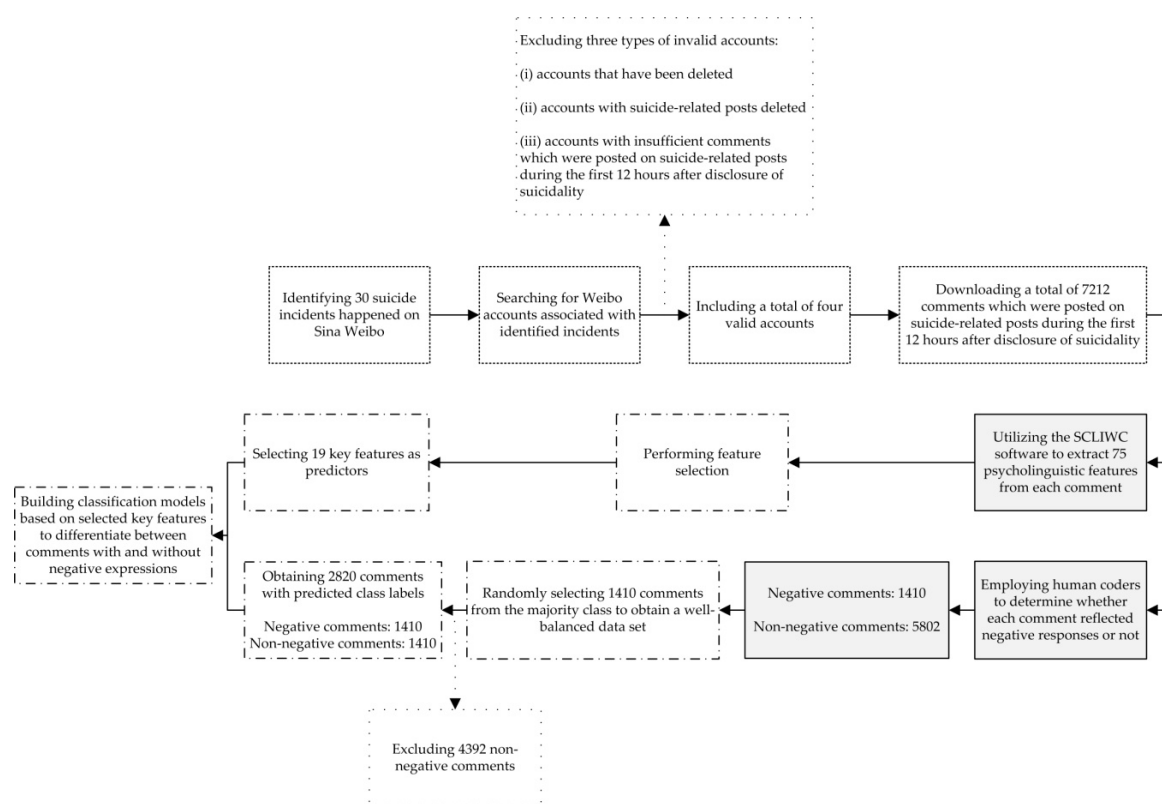 Excluding three types of invalid accounts:
(i) accounts that have been deleted
(ii) accounts with suicide-related posts deleted
(iii) accounts with insufficient comments
which were posted on suicide-related posts
during the first 12 hours after disclosure of
suicidality
Identifying 30 suicide
incidents happened on
Sina Weibo
Searching for Weibo
accounts associated with
identified incidents
Including a total of four
valid accounts
Downloading a total of 7212
comments which were posted on
suicide-related posts during the first
12 hours after disclosure of suicidality
Utilizing the SCLIWC
software to extract 75
psycholinguistic features
from each comment
Performing feature
selection
Selecting 19 key features as
predictors
Building classification models
based on selected key features
to differentiate between
comments with and without
negative expressions
Employing human coders
to determine whether
each comment reflected
negative responses or not
Negative comments: 1410
Non-negative comments: 5802
Randomly selecting 1410 comments
from the majority class to obtain a well-
balanced data set
Obtaining 2820 comments
with predicted class labels
Negative comments: 1410
Non-negative comments: 1410
Excluding 4392 non-
negative comments